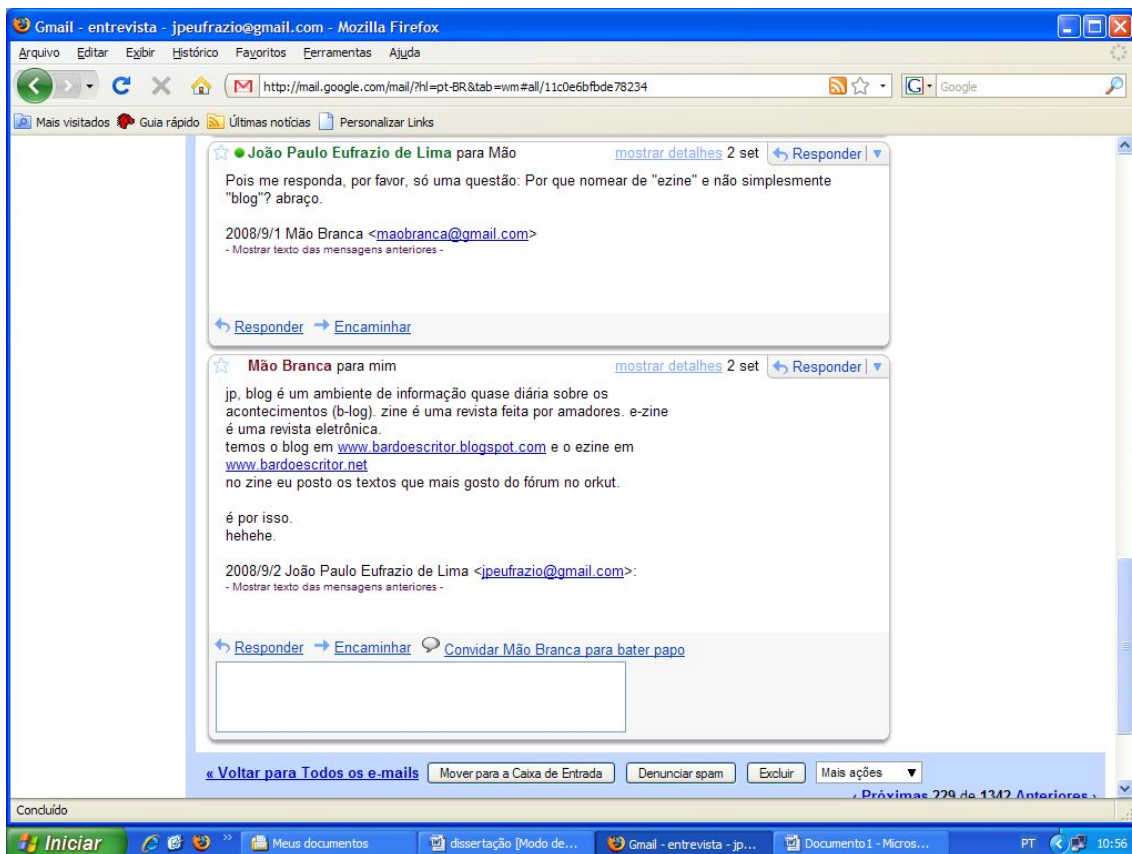 Gmail - entrevista - jpeufrazio@gmail.com - Mozilla Firefox
Arquivo Editar Exibir Histórico Favoritos Ferramentas Ajuda
http://mail.google.com/mail/?hl=pt-BR&tab=wm#all/11c0e6bfbde78234
G Google
Mais visitados Guia rápido Últimas notícias Personalizar Links
João Paulo Eufrazio de Lima para Mão mostrar detalhes 2 set Responder
Pois me responda, por favor, só uma questão: Por que nomear de "ezine" e não simplesmente
"blog"? abraço.
2008/9/1 Mão Branca <maobranca@gmail.com>
- Mostrar texto das mensagens anteriores -
Responder Encaminhar
Mão Branca para mim mostrar detalhes 2 set Responder
jp, blog é um ambiente de informação quase diária sobre os
acontecimentos (b-log). zine é uma revista feita por amadores. e-zine
é uma revista eletrônica.
temos o blog em www.bardoescritor.blogspot.com e o ezine em
www.bardoescritor.net
no zine eu posto os textos que mais gosto do fórum no orkut.
é por isso.
hehehe.
2008/9/2 João Paulo Eufrazio de Lima <jpeufrazio@gmail.com>:
- Mostrar texto das mensagens anteriores -
Responder Encaminhar Convidar Mão Branca para bater papo
« Voltar para Todos os e-mails Mover para a Caixa de Entrada Denunciar spam Excluir Mais ações
‹ Próximas 229 de 1342 Anteriores ›
Concluído
Iniciar Meus documentos dissertação [Modo de... Gmail - entrevista - jp... Documento1 - Micros... PT 10:56